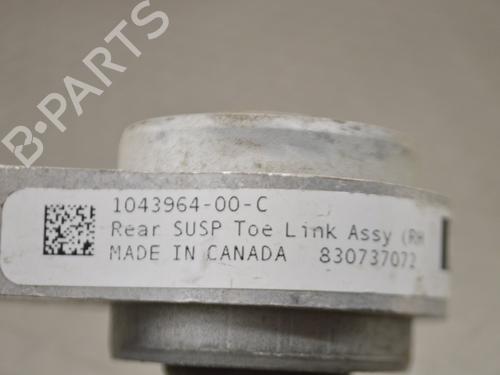 B-PARTS
1043964-00-C
Rear SUSP Toe Link Assy (RH
MADE IN CANADA 830737072